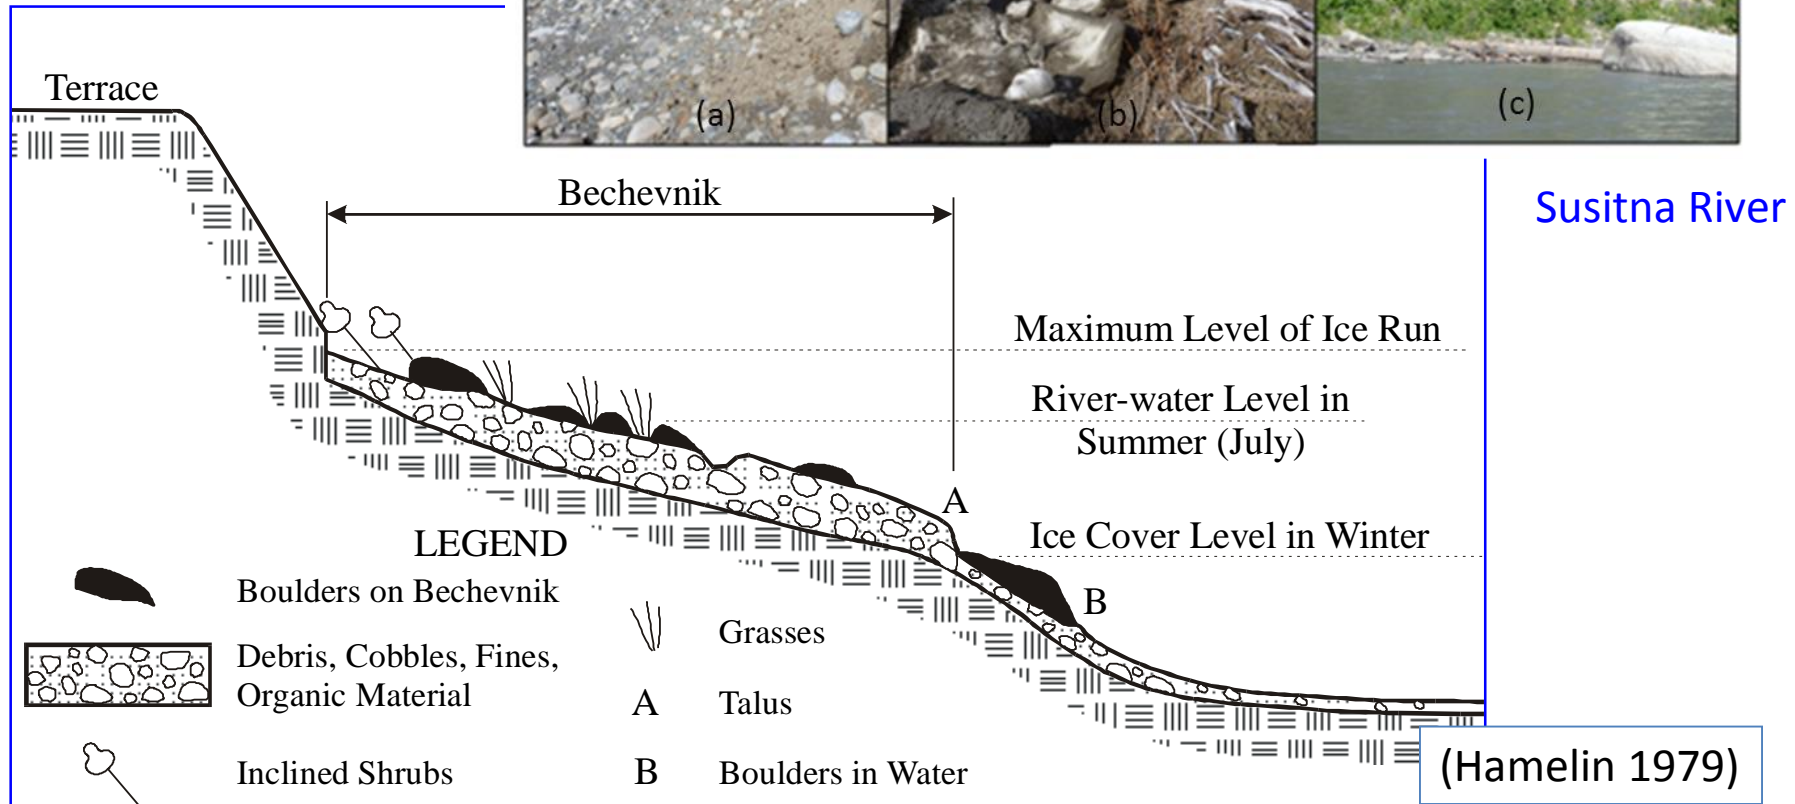 (a)
(b)
(c)
Terrace
Bechevnik
Susitna River
Maximum Level of Ice Run
River-water Level in
Summer (July)
A
Ice Cover Level in Winter
B
LEGEND
Boulders on Bechevnik
Debris, Cobbles, Fines,
Organic Material
Inclined Shrubs
Grasses
A Talus
B Boulders in Water
(Hamelin 1979)